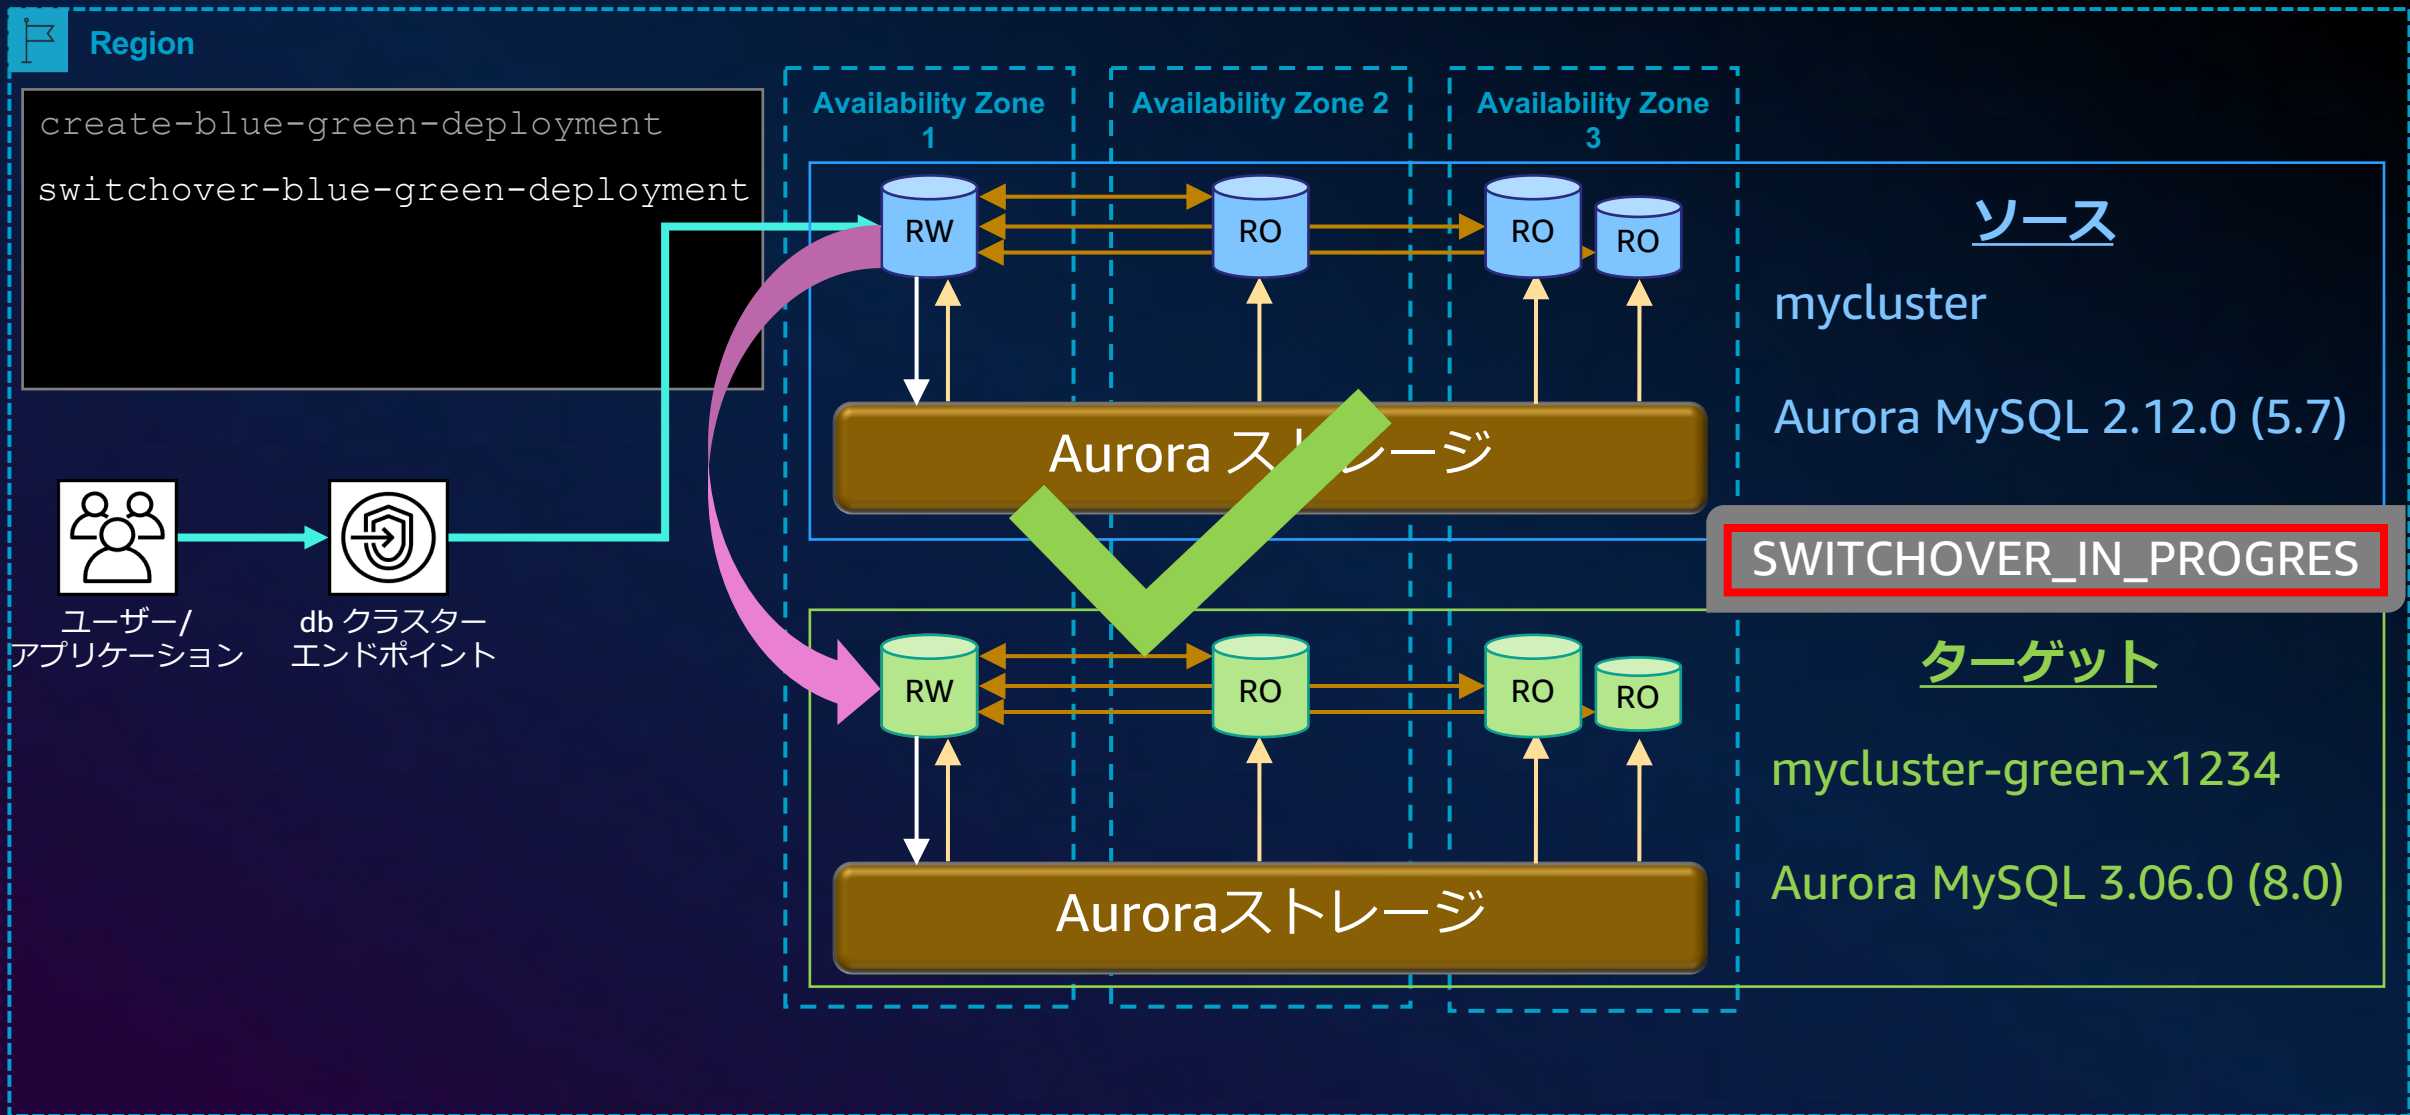 Region
create-blue-green-deployment
switchover-blue-green-deployment
Availability Zone
1
Availability Zone 2
Availability Zone
3
RW
RO
RO
RO
ソース
mycluster
Aurora MySQL 2.12.0 (5.7)
Aurora ストレージ
SWITCHOVER_IN_PROGRES
ユーザー/
アプリケーション
db クラスター
エンドポイント
RW
RO
RO
RO
ターゲット
mycluster-green-x1234
Aurora MySQL 3.06.0 (8.0)
Auroraストレージ